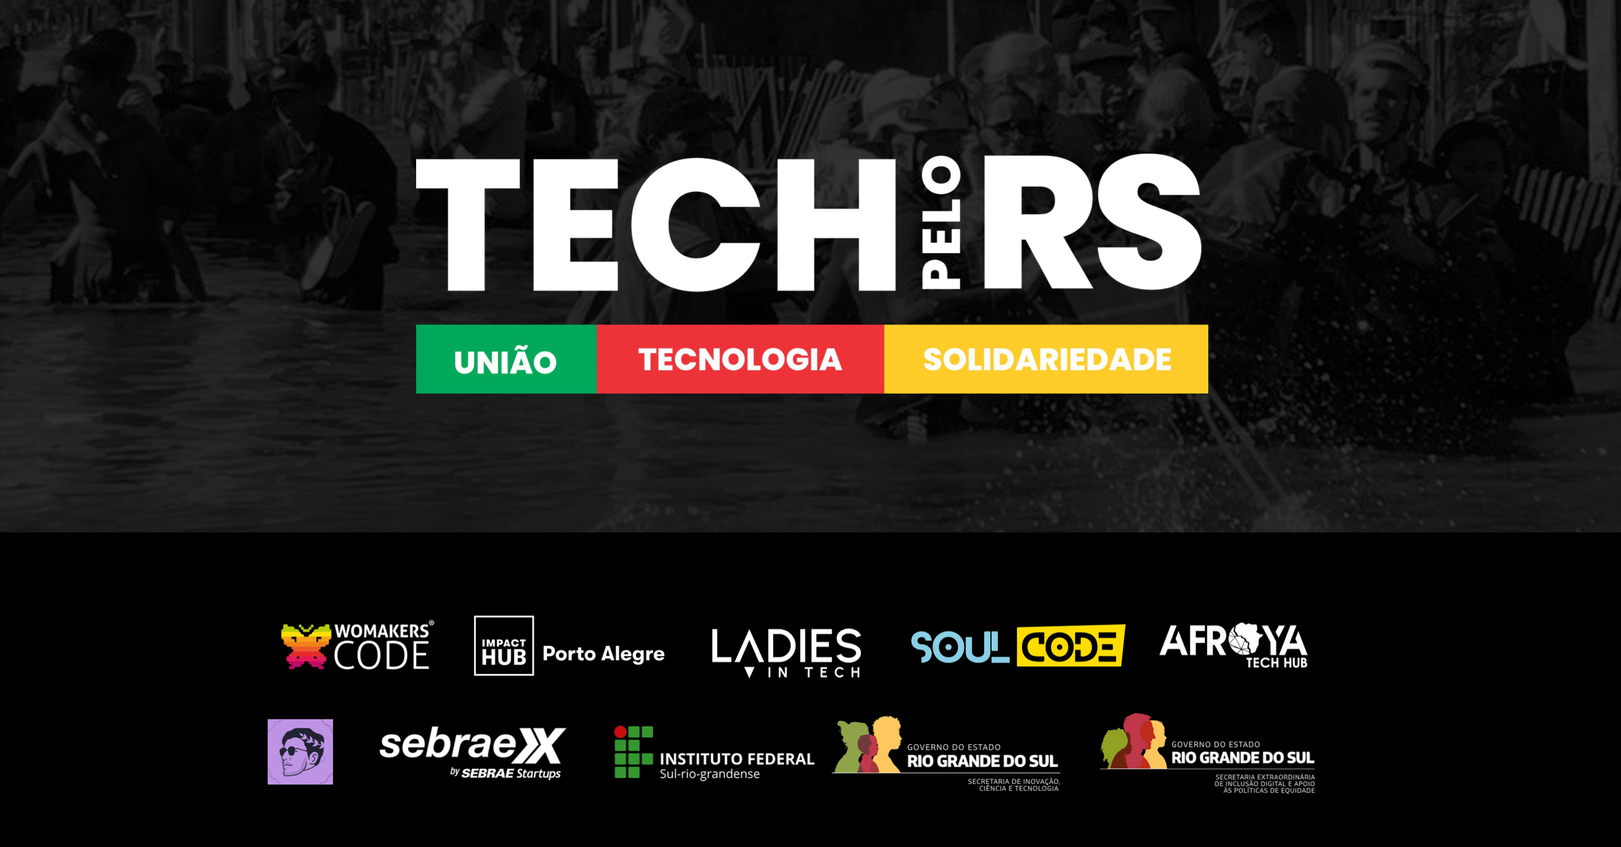 TECH PELO RS
UNIÃO TECNOLOGIA SOLIDARIEDADE
WOMAKERS®
CODE
IMPACT
HUB
Porto Alegre
LADIES
IN TECH
SOUL CODE
AFROYA
TECH HUB
sebraeX
by SEBRAE Startups
INSTITUTO FEDERAL
Sul-rio-grandense
GOVERNO DO ESTADO
RIO GRANDE DO SUL
SECRETARIA DE INOVAÇÃO,
CIÊNCIA E TECNOLOGIA
GOVERNO DO ESTADO
RIO GRANDE DO SUL
SECRETARIA EXTRAORDINÁRIA
DE INCLUSÃO DIGITAL E APOIO
ÀS POLÍTICAS DE EQUIDADE